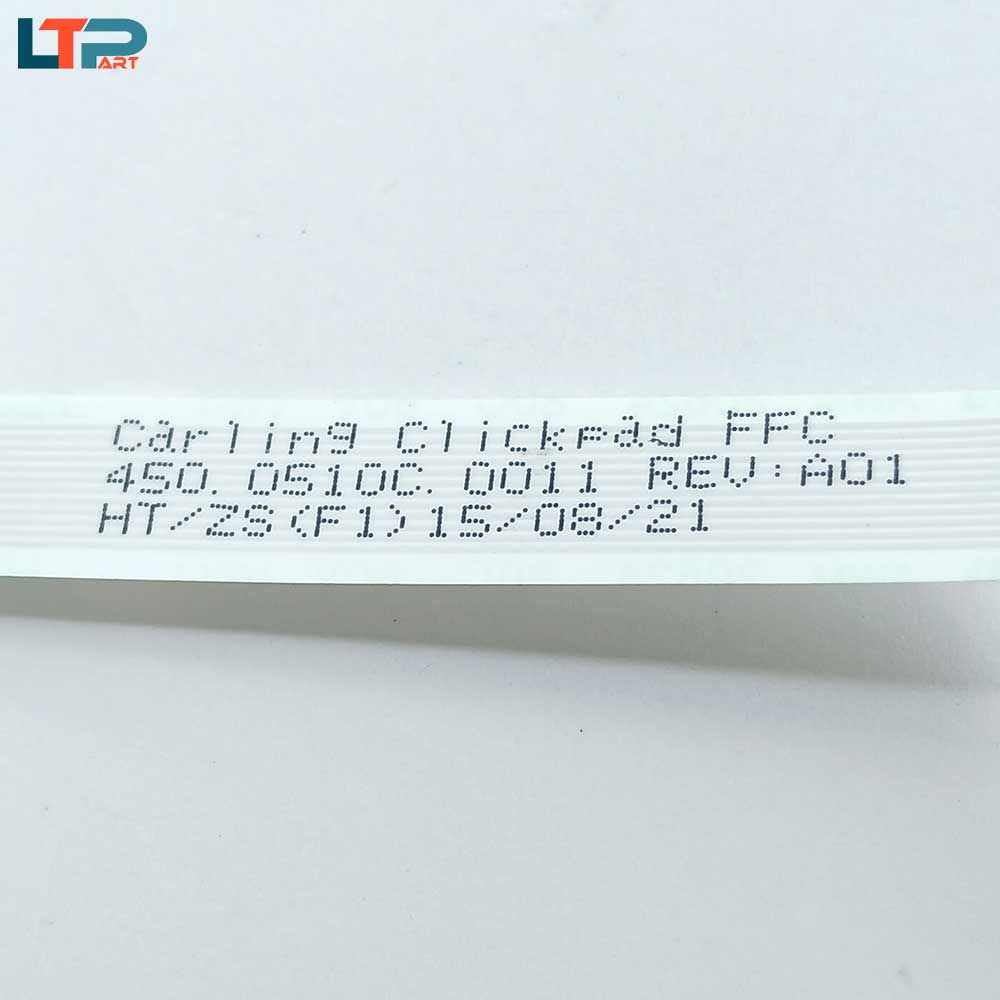 LTPART
Carling Clickpad FFC
450.0510C.0011 REV:A01
HT/ZS(F1)15/08/21